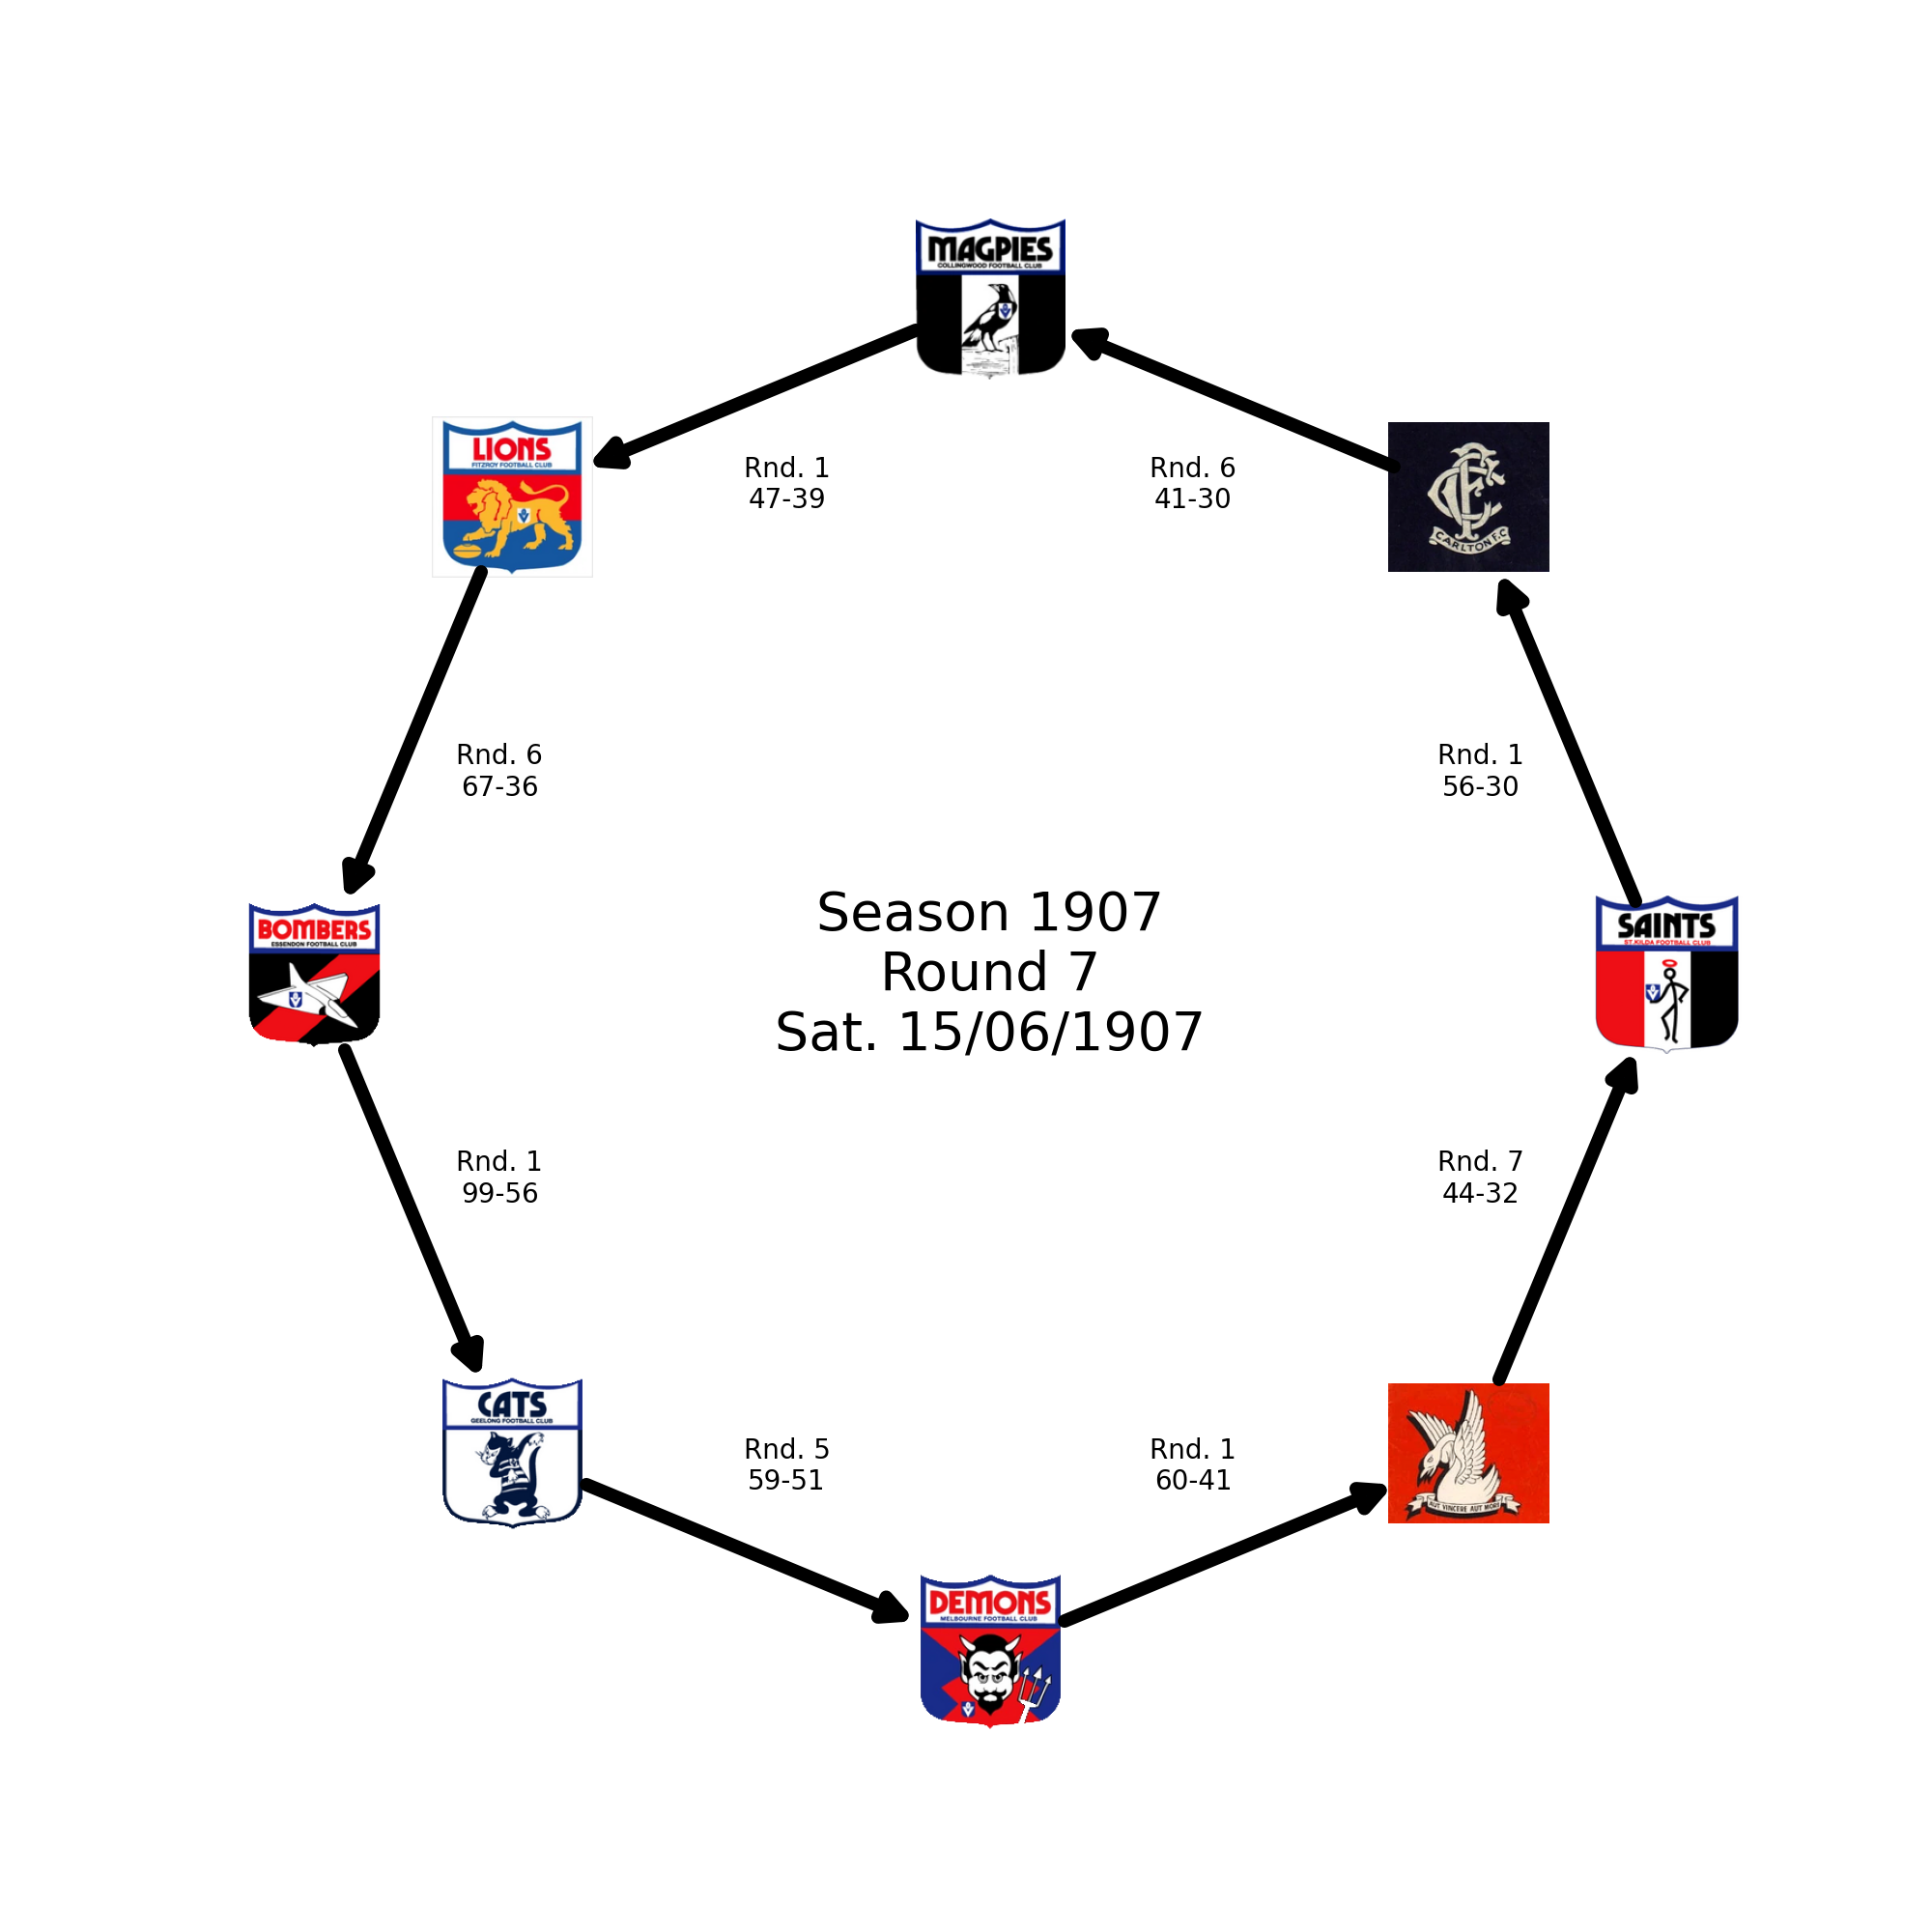 MAGPIES
COLLINGWOOD FOOTBALL CLUB
LIONS
FITZROY FOOTBALL CLUB
Rnd. 1
47-39
Rnd. 6
41-30
CARLTON F.C
Rnd. 6
67-36
Rnd. 1
56-30
BOMBERS
ESSENDON FOOTBALL CLUB
Season 1907
Round 7
Sat. 15/06/1907
SAINTS
ST.KILDA FOOTBALL CLUB
Rnd. 1
99-56
Rnd. 7
44-32
CATS
GEELONG FOOTBALL CLUB
Rnd. 5
59-51
Rnd. 1
60-41
AUT VINCERE AUT MORI
DEMONS
MELBOURNE FOOTBALL CLUB